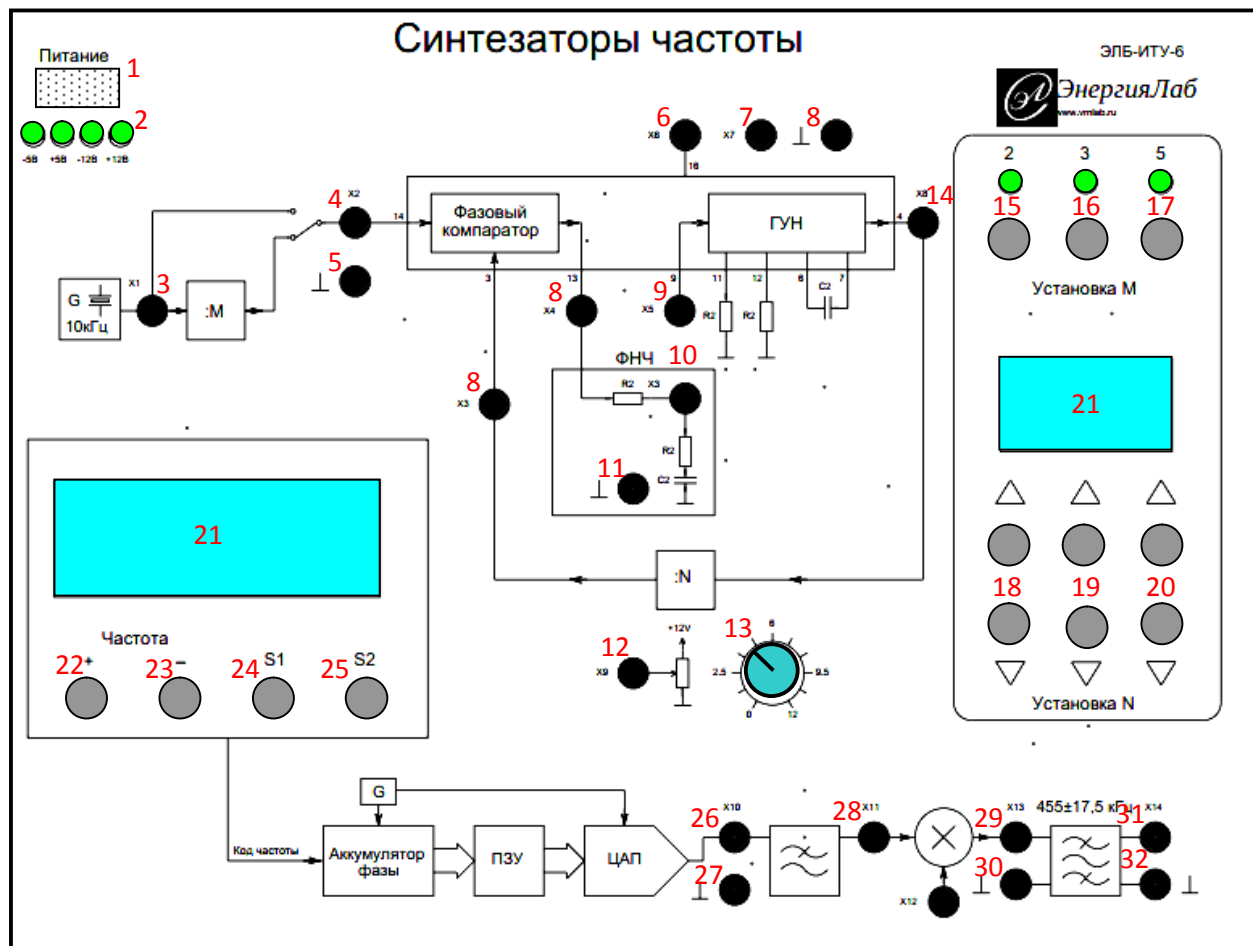 Синтезаторы частоты
Питание
1
2
-5В +5В -12В +12В
ЭЛБ-ИТУ-6
ЭЛ ЭнергияЛаб
www.vrnlab.ru
6 7 8
X6 X7
16
4 X2
14
5
3 X1
G
10кГц
:M
Фазовый
компаратор
ГУН
4
X8
14
3 13 9 11 12 6 7
8 X4
9 X5
R2 R2 C2
8 X3
ФНЧ
10
R2 X3
R2
C2
11
:N
+12V
12 X9
13
0 2.5 6 9.5 12
2 3 5
15 16 17
Установка М
21
18 19 20
Установка N
21
Частота
22 + 23 − 24 S1 25 S2
G
Код частоты
Аккумулятор
фазы
ПЗУ
ЦАП
26 X10
27
28 X11
X12
29 X13
30
455±17,5 кГц
31 X14
32